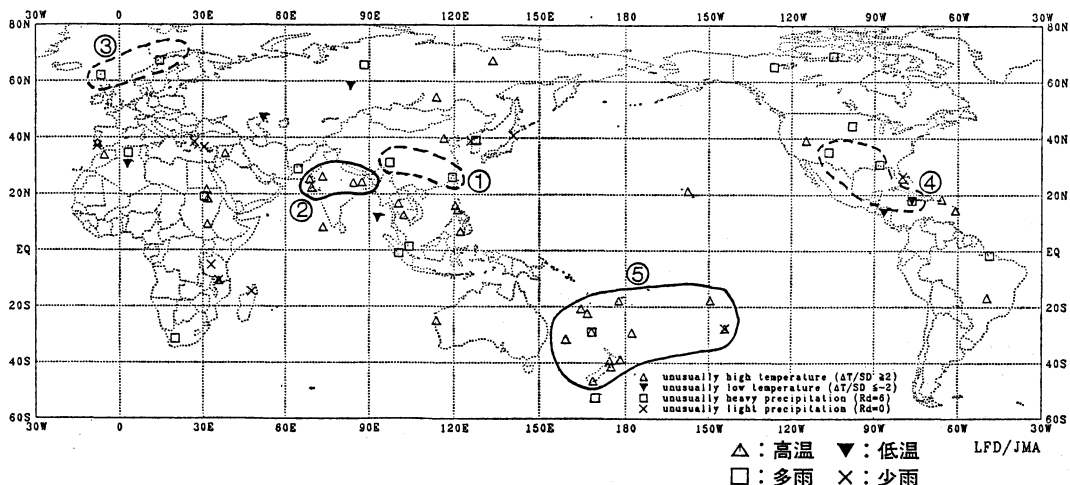 30W 0 30E 60E 90E 120E 150E 180 150W 120W 90W 60W 30W
80N 80N
③
60N 60N
40N 40N
①
20N 20N
② ④
EQ EQ
⑤
20S 20S
40S 40S
△ unusually high temperature (ΔT/SD ≧2)
▼ unusually low temperature (ΔT/SD ≦-2)
□ unusually heavy precipitation (Rd=6)
× unusually light precipitation (Rd=0)
60S 60S
30W 0 30E 60E 90E 120E 150E 180 150W 120W 90W 60W 30W
△:高温 ▼:低温 LFD/JMA
□:多雨 ×:少雨